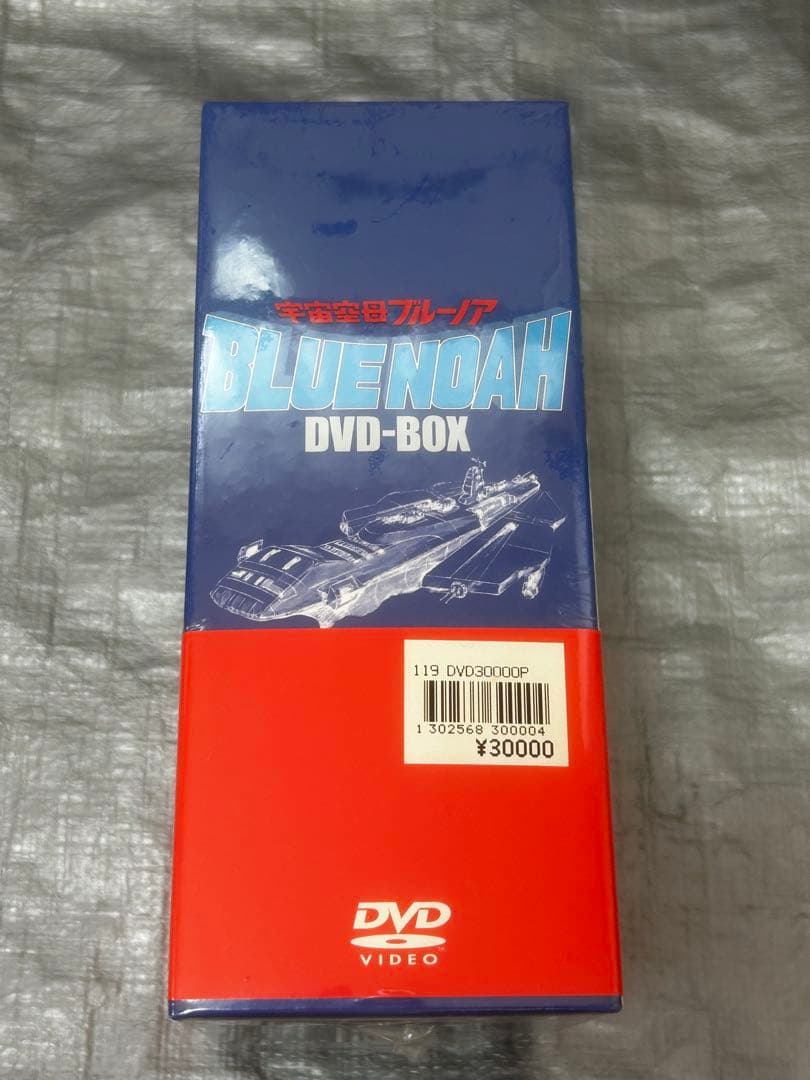 宇宙空母ブルーノア
BLUE NOAH
DVD-BOX
119 DVD30000P
1 302568 300004
¥30000
DVD
VIDEO